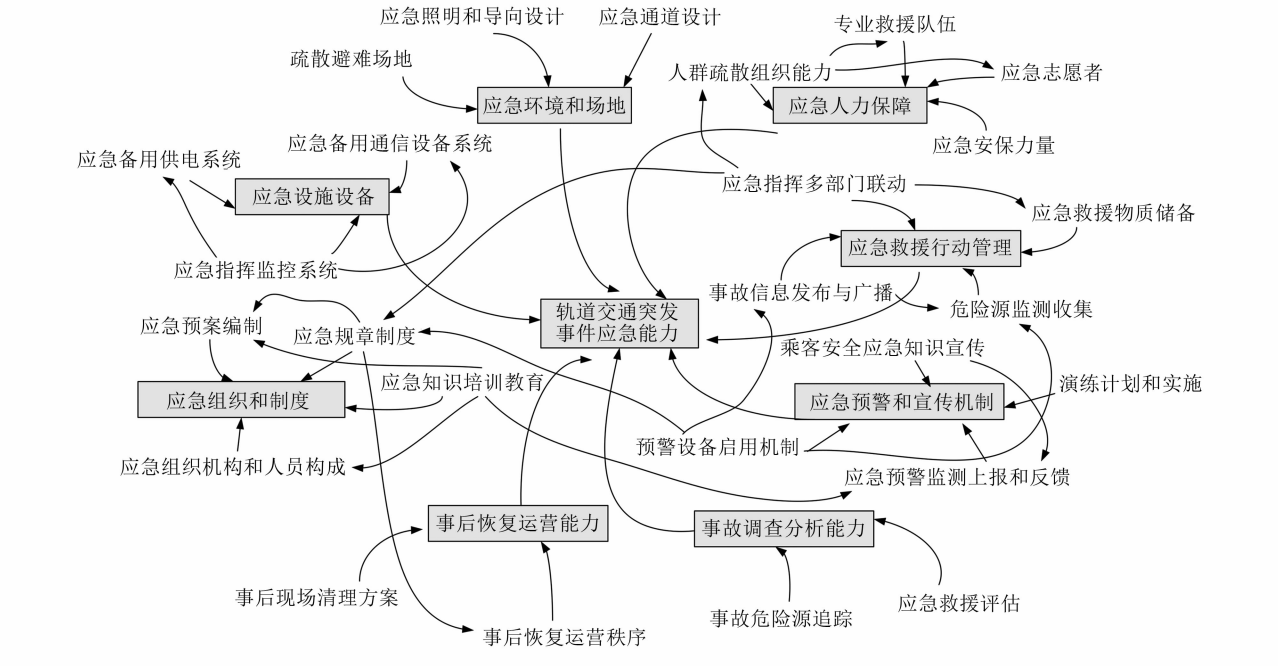 应急照明和导向设计
应急通道设计
专业救援队伍
疏散避难场地
人群疏散组织能力
应急志愿者
应急环境和场地
应急人力保障
应急备用通信设备系统
应急安保力量
应急备用供电系统
应急指挥多部门联动
应急设施设备
应急救援物质储备
应急救援行动管理
应急指挥监控系统
事故信息发布与广播
危险源监测收集
轨道交通突发
事件应急能力
应急预案编制
应急规章制度
乘客安全应急知识宣传
应急知识培训教育
演练计划和实施
应急组织和制度
应急预警和宣传机制
预警设备启用机制
应急组织机构和人员构成
应急预警监测上报和反馈
事后恢复运营能力
事故调查分析能力
事后现场清理方案
应急救援评估
事故危险源追踪
事后恢复运营秩序